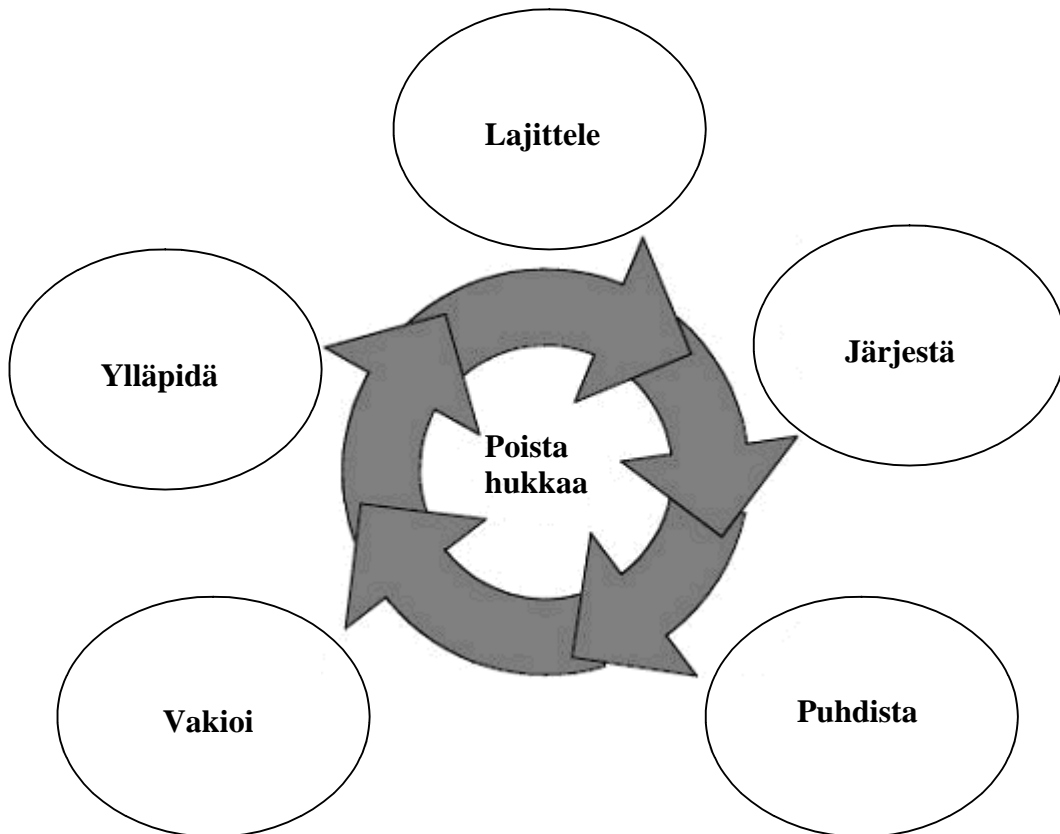 Lajittele
Järjestä
Ylläpidä
Poista
hukkaa
Puhdista
Vakioi